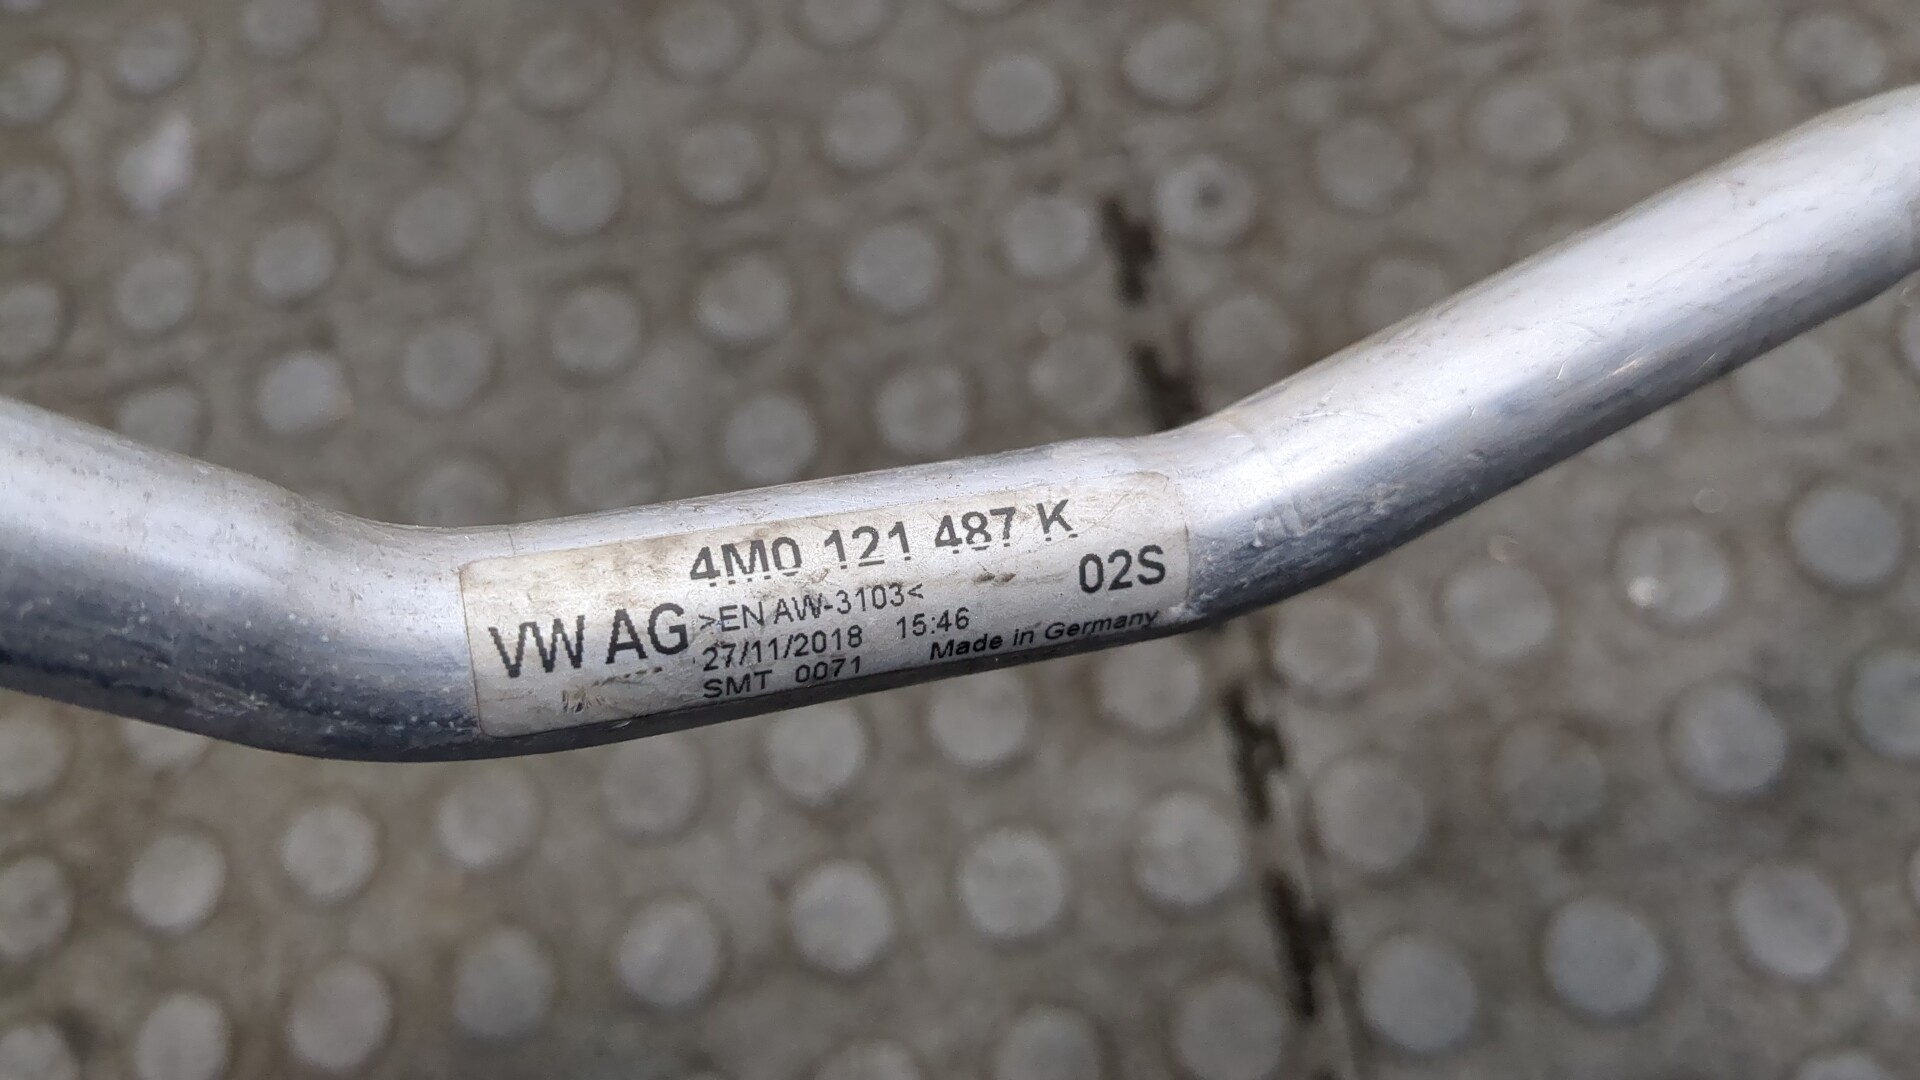 4M0 121 487 K
VW AG >EN AW-3103< 02S
27/11/2018 15:46
SMT 0071 Made in Germany